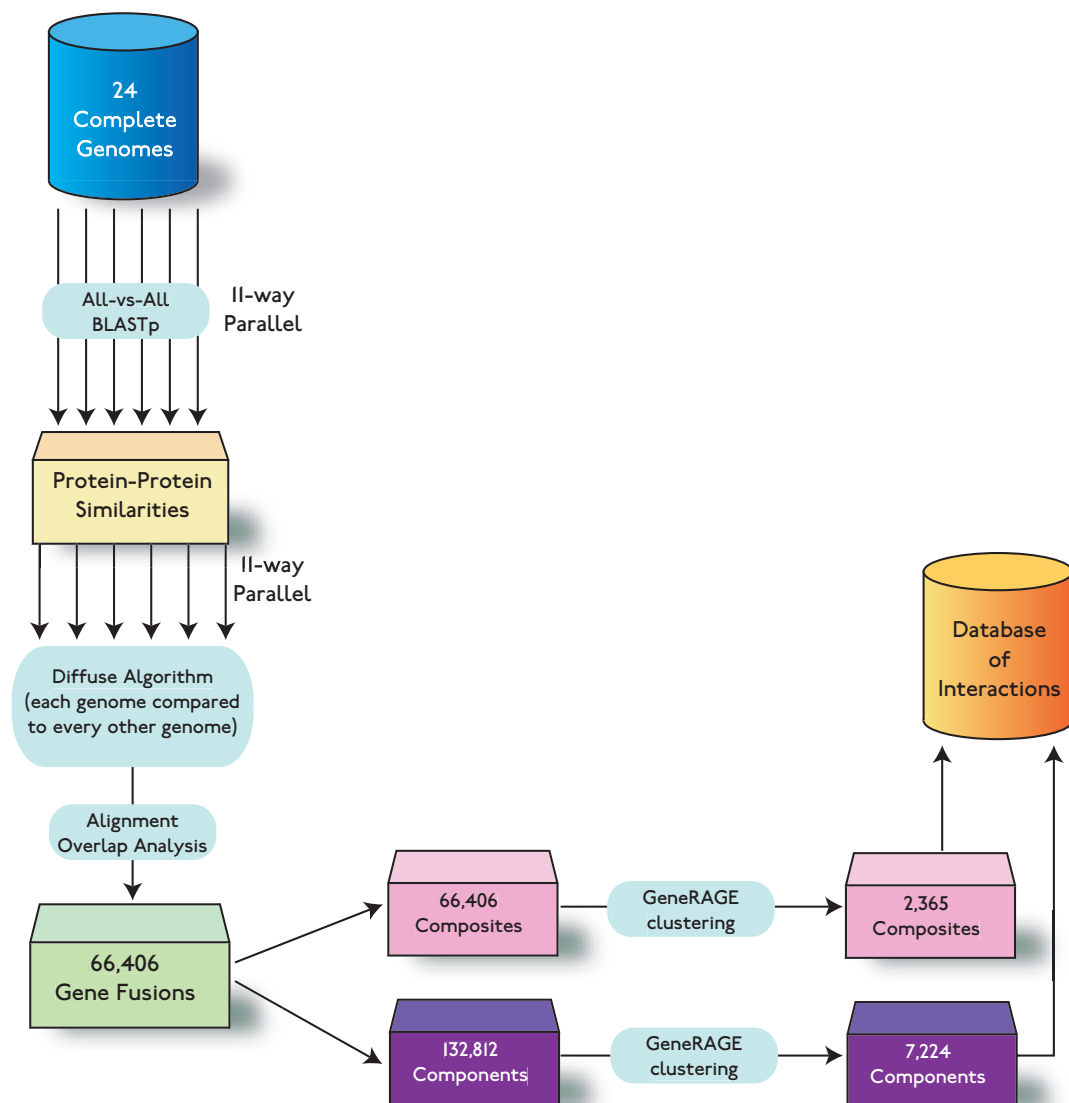 24
Complete
Genomes
All-vs-All
BLASTp
11-way
Parallel
Protein-Protein
Similarities
11-way
Parallel
Diffuse Algorithm
(each genome compared
to every other genome)
Alignment
Overlap Analysis
66,406
Gene Fusions
66,406
Composites
GeneRAGE
clustering
2,365
Composites
132,812
Components
GeneRAGE
clustering
7,224
Components
Database
of
Interactions